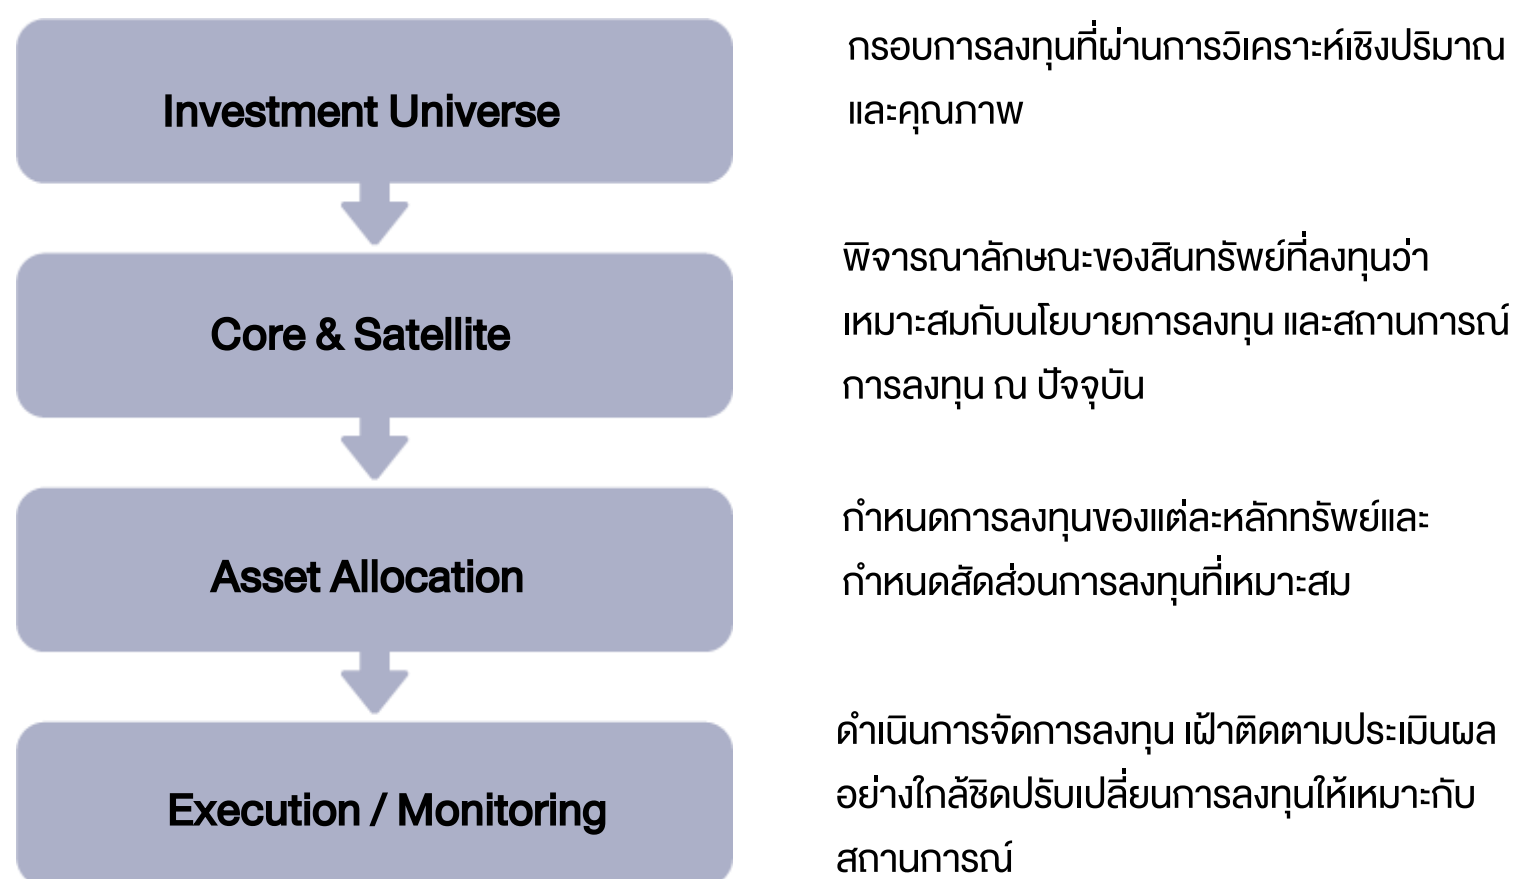 Investment Universe
กรอบการลงทุนที่ผ่านการวิเคราะห์เชิงปริมาณ
และคุณภาพ
Core & Satellite
พิจารณาลักษณะของสินทรัพย์ที่ลงทุนว่า
เหมาะสมกับนโยบายการลงทุน และสถานการณ์
การลงทุน ณ ปัจจุบัน
Asset Allocation
กำหนดการลงทุนของแต่ละหลักทรัพย์และ
กำหนดสัดส่วนการลงทุนที่เหมาะสม
Execution / Monitoring
ดำเนินการจัดการลงทุน เฝ้าติดตามประเมินผล
อย่างใกล้ชิดปรับเปลี่ยนการลงทุนให้เหมาะกับ
สถานการณ์